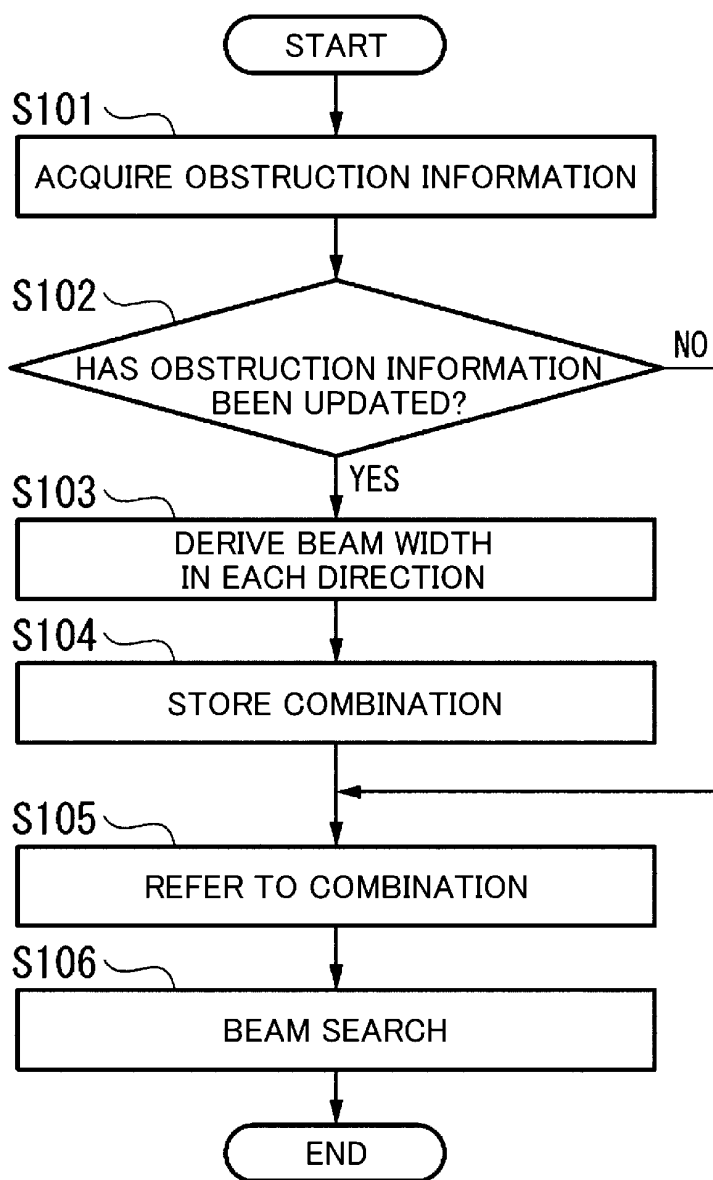 START
S101
ACQUIRE OBSTRUCTION INFORMATION
S102
HAS OBSTRUCTION INFORMATION
BEEN UPDATED?
NO
YES
S103
DERIVE BEAM WIDTH
IN EACH DIRECTION
S104
STORE COMBINATION
S105
REFER TO COMBINATION
S106
BEAM SEARCH
END